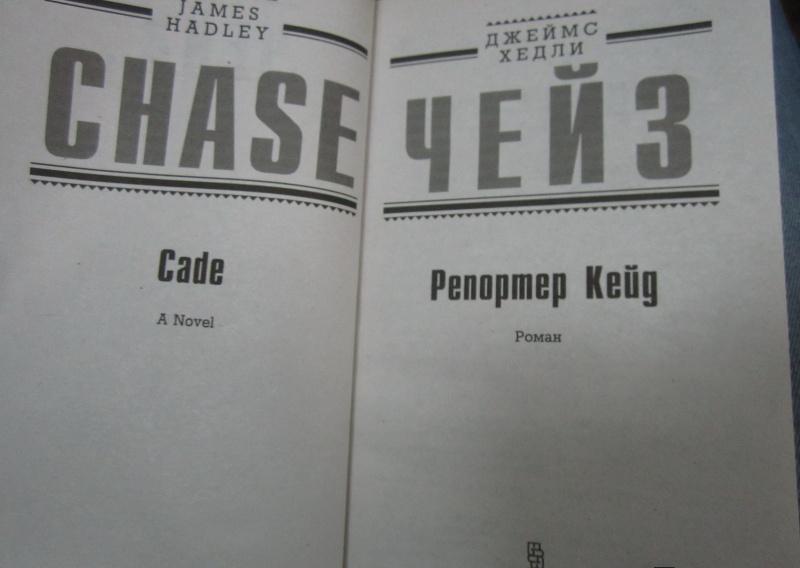 JAMES
HADLEY
CHASE
Cade
A Novel
ДЖЕЙМС
ХЕДЛИ
ЧЕЙЗ
Репортер Кейд
Роман